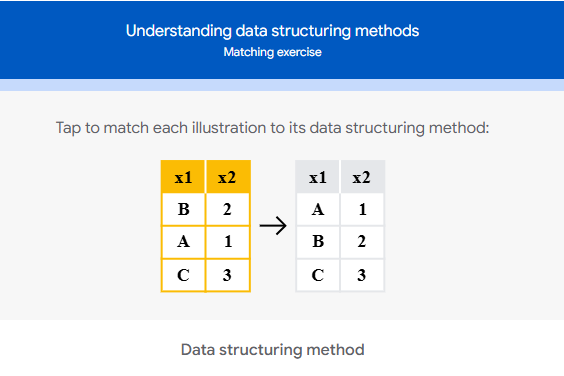 Understanding data structuring methods
Matching exercise
Tap to match each illustration to its data structuring method:
x1 x2 x1 x2
B 2 A 1
A 1 B 2
C 3 C 3
Data structuring method